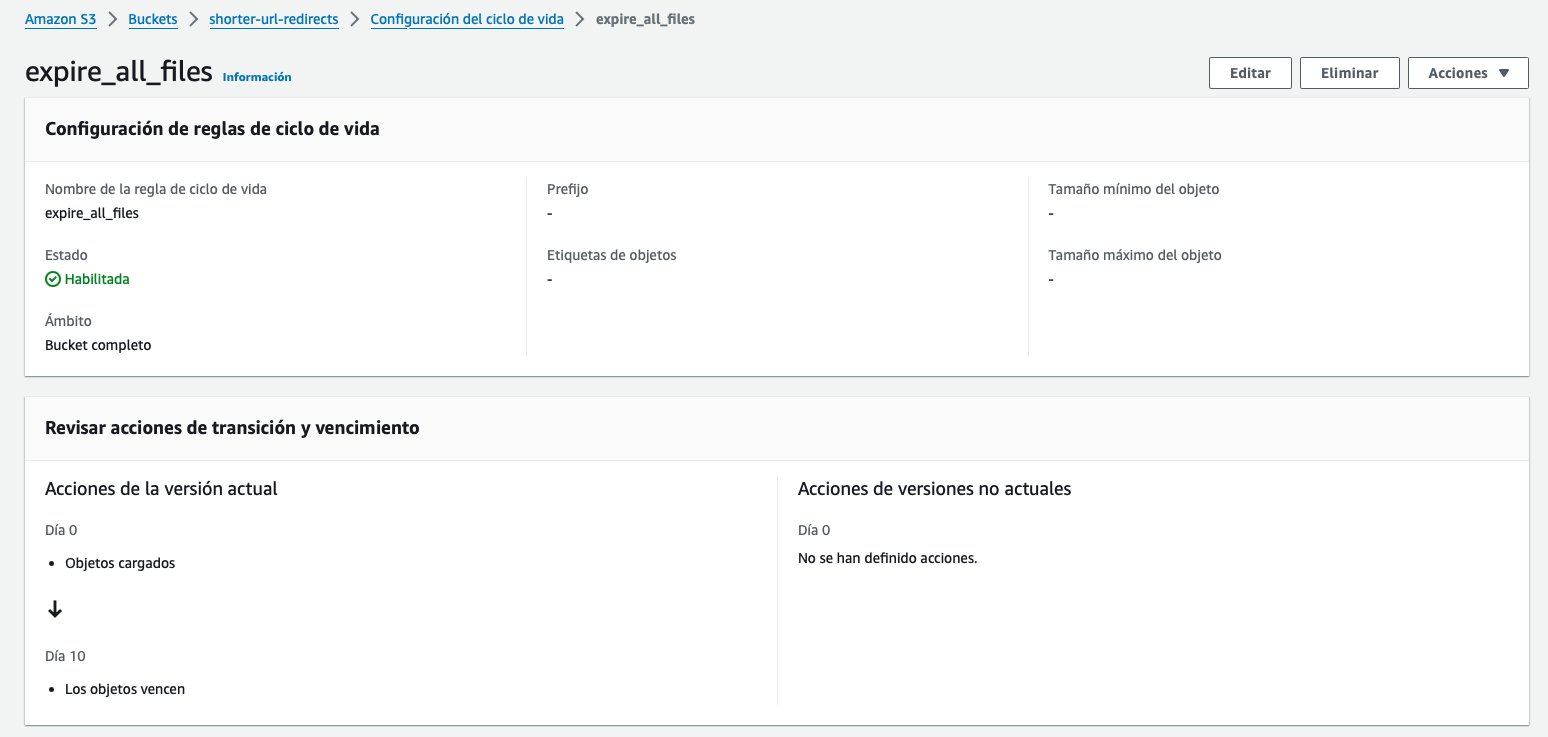 Amazon S3 > Buckets > shorter-url-redirects > Configuración del ciclo de vida > expire_all_files
expire_all_files Información
Editar Eliminar Acciones ▼
Configuración de reglas de ciclo de vida
Nombre de la regla de ciclo de vida
expire_all_files
Estado
Habilitada
Ámbito
Bucket completo
Prefijo
-
Etiquetas de objetos
-
Tamaño mínimo del objeto
-
Tamaño máximo del objeto
-
Revisar acciones de transición y vencimiento
Acciones de la versión actual
Día 0
• Objetos cargados
↓
Día 10
• Los objetos vencen
Acciones de versiones no actuales
Día 0
No se han definido acciones.